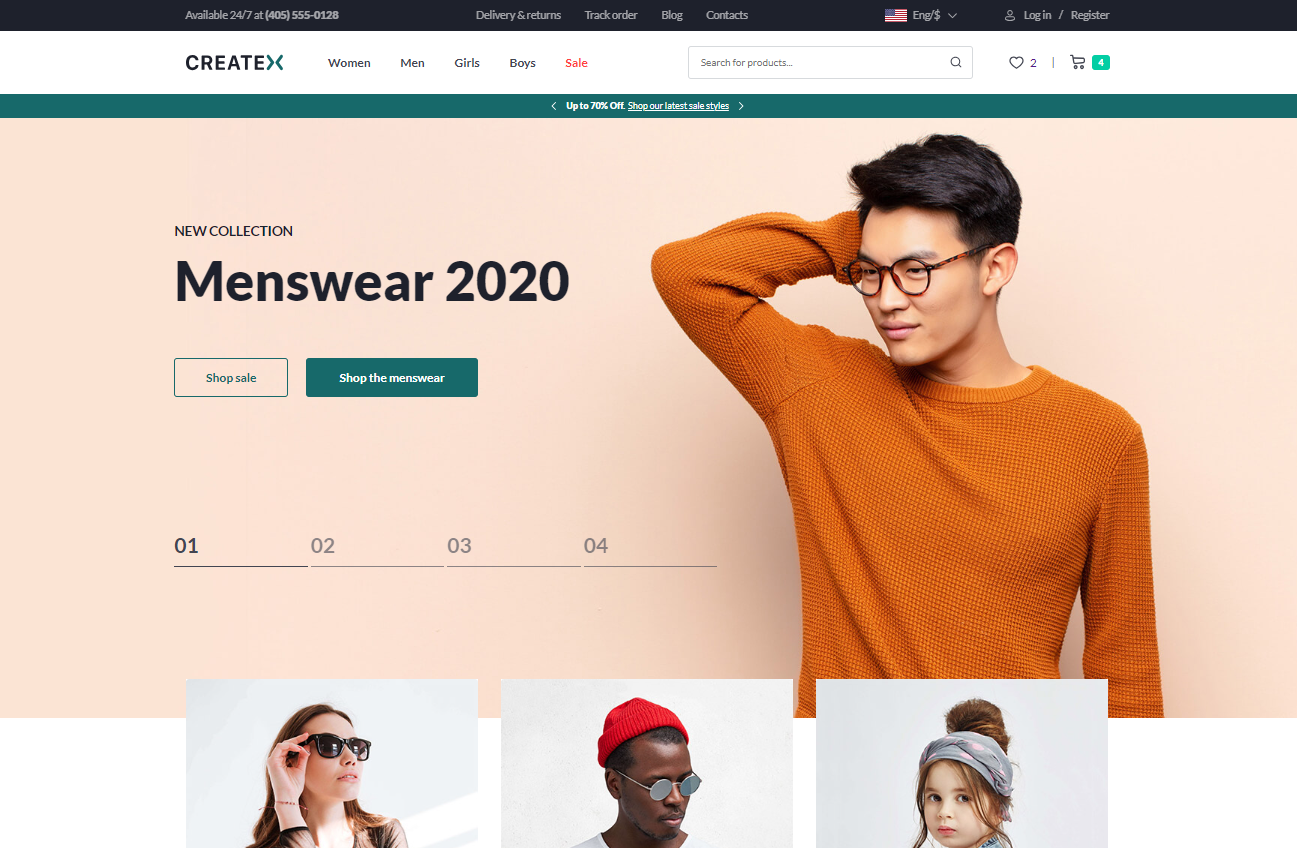 Available 24/7 at (405) 555-0128
Delivery & returns
Track order
Blog
Contacts
Eng/$
Log in / Register
CREATEX
Women
Men
Girls
Boys
Sale
Search for products...
2
4
Up to 70% Off. Shop our latest sale styles
NEW COLLECTION
Menswear 2020
Shop sale
Shop the menswear
01
02
03
04